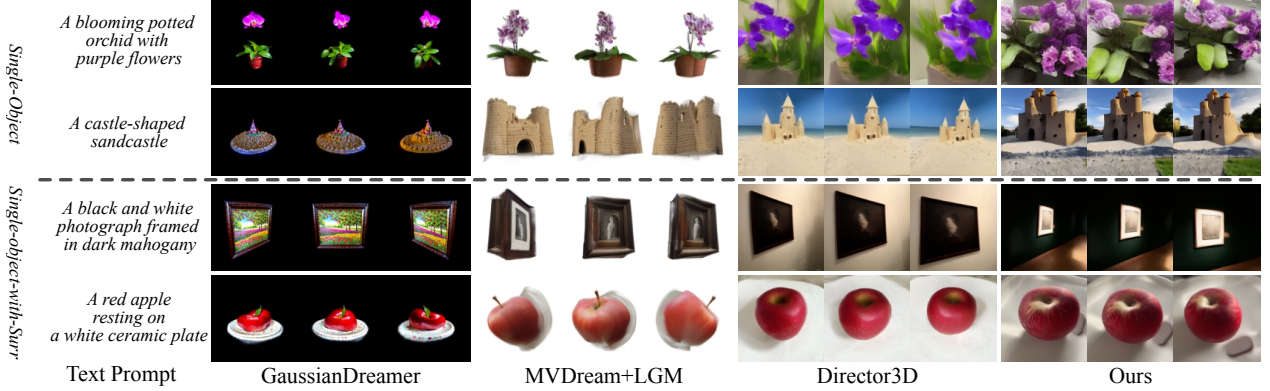 Single-Object
A blooming potted
orchid with
purple flowers
A castle-shaped
sandcastle
Single-object-with-Surr
A black and white
photograph framed
in dark mahogany
A red apple
resting on
a white ceramic plate
Text Prompt
GaussianDreamer
MVDream+LGM
Director3D
Ours